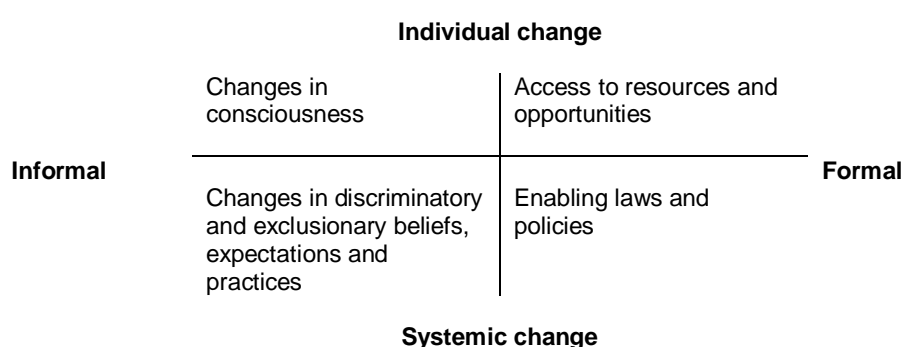 Individual change
Changes in
consciousness
Access to resources and
opportunities
Informal
Formal
Changes in discriminatory
and exclusionary beliefs,
expectations and
practices
Enabling laws and
policies
Systemic change